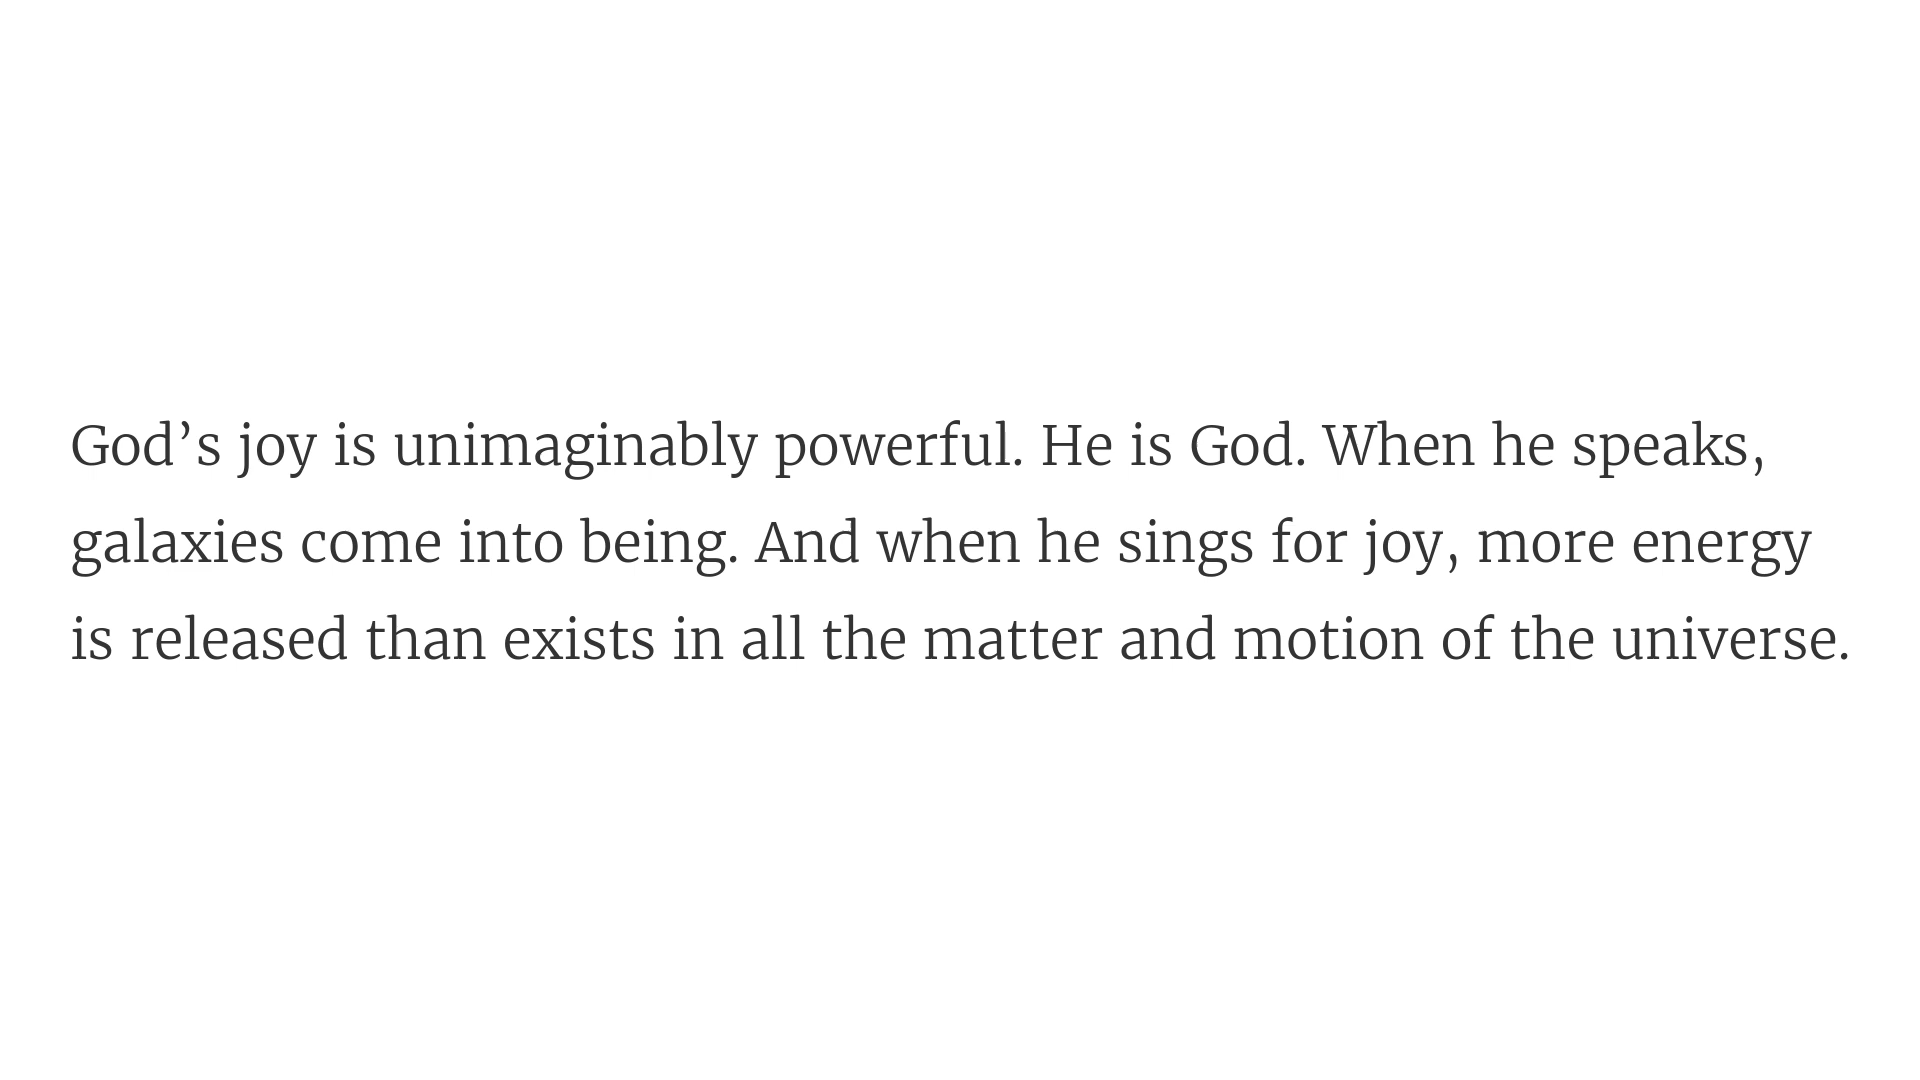 God’s joy is unimaginably powerful. He is God. When he speaks,
galaxies come into being. And when he sings for joy, more energy
is released than exists in all the matter and motion of the universe.